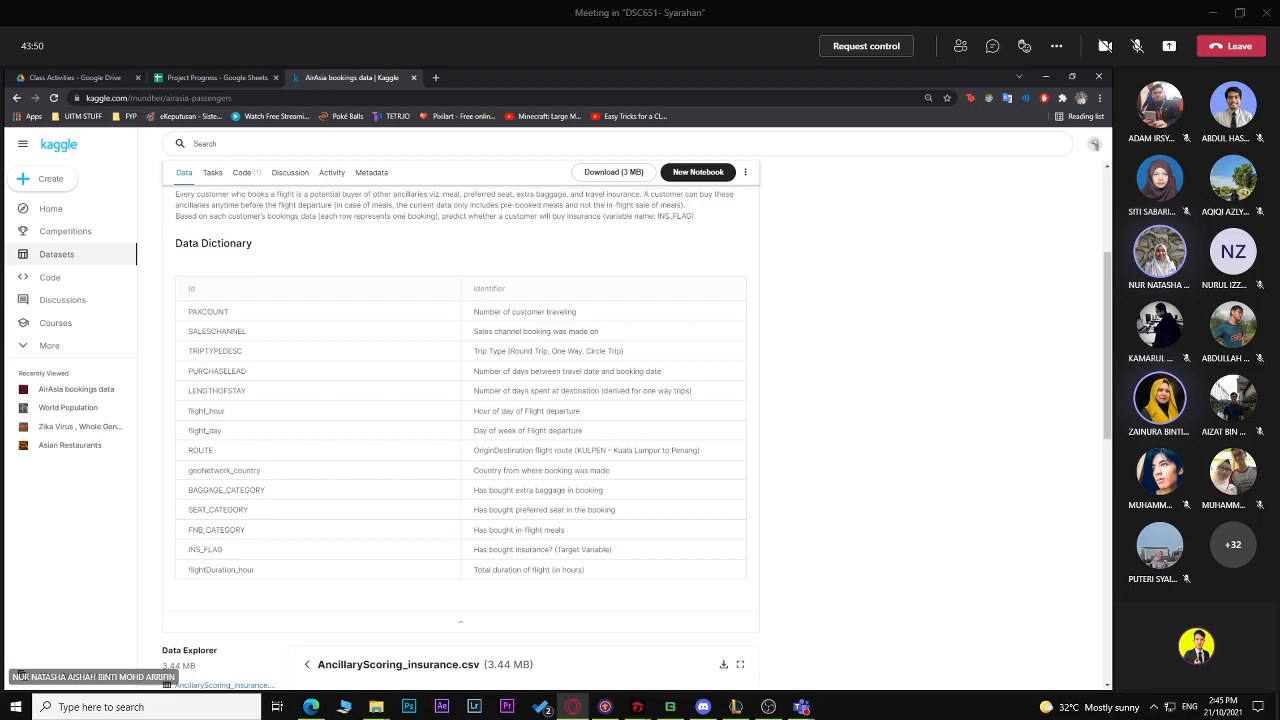 Meeting in "DSC651- Syarahan"
43:50
Request control
Leave
Class Activities - Google Drive
Project Progress - Google Sheets
AirAsia bookings data | Kaggle
kaggle.com/mundher/airasia-passengers
Apps
UITM STUFF
FYP
eKeputusan - Siste...
Watch Free Streami...
Poké Balls
TETR.IO
Pixlart - Free onlin...
Minecraft Large M...
Easy Tricks for a CL...
Reading list
kaggle
Search
Create
Home
Competitions
Datasets
Code
Discussions
Courses
More
Recently Viewed
AirAsia bookings data
World Population
Zika Virus , Whole Gen...
Asian Restaurants
Data
Tasks
Code (1)
Discussion
Activity
Metadata
Download (3 MB)
New Notebook
Every customer who books a flight is a potential buyer of other ancillaries viz. meal, preferred seat, extra baggage, and travel insurance. A customer can buy these
ancillaries anytime before the flight departure (in case of meals, the current data only includes pre-booked meals and not the in-flight sale of meals).
Based on each customer's bookings data (each row represents one booking), predict whether a customer will buy Insurance (variable name: INS_FLAG)
Data Dictionary
Id Identifier
PAXCOUNT Number of customer traveling
SALESCHANNEL Sales channel booking was made on
TRIPTYPEDESC Trip Type (Round Trip, One Way, Circle Trip)
PURCHASELEAD Number of days between travel date and booking date
LENGTHOFSTAY Number of days spent at destination (derived for one way trips)
flight_hour Hour of day of Flight departure
flight_day Day of week of Flight departure
ROUTE OriginDestination flight route (KULPEN – Kuala Lumpur to Penang)
geoNetwork_country Country from where booking was made
BAGGAGE_CATEGORY Has bought extra baggage in booking
SEAT_CATEGORY Has bought preferred seat in the booking
FNB_CATEGORY Has bought in-flight meals
INS_FLAG Has bought insurance? (Target Variable)
flightDuration_hour Total duration of flight (in hours)
Data Explorer
3.44 MB
AncillaryScoring_insurance....
AncillaryScoring_insurance.csv (3.44 MB)
NUR NATASHA AISHAH BINTI MOHD ARRIFIN
ADAM IRSY...
ABDUL HAS...
SITI SABARI...
AQIQI AZLY...
NZ
NUR NATASHA ...
NURUL IZZ...
KAMARUL ...
ABDULLAH ...
ZAINURA BINTI...
AIZAT BIN ...
MUHAMM...
MUHAMM...
+32
PUTERI SYAI...
Type here to search
32°C Mostly sunny
2:45 PM
21/10/2021